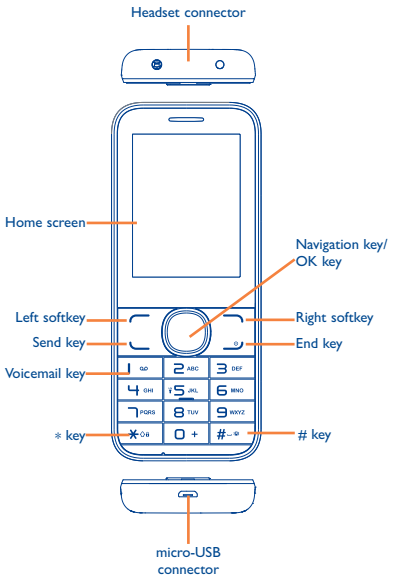 Headset connector
Home screen
Navigation key/
OK key
Left softkey
Right softkey
Send key
End key
Voicemail key
1
2 ABC
3 DEF
4 GHI
5 JKL
6 MNO
7 PQRS
8 TUV
9 WXYZ
* key
*
0 +
#
# key
micro-USB
connector